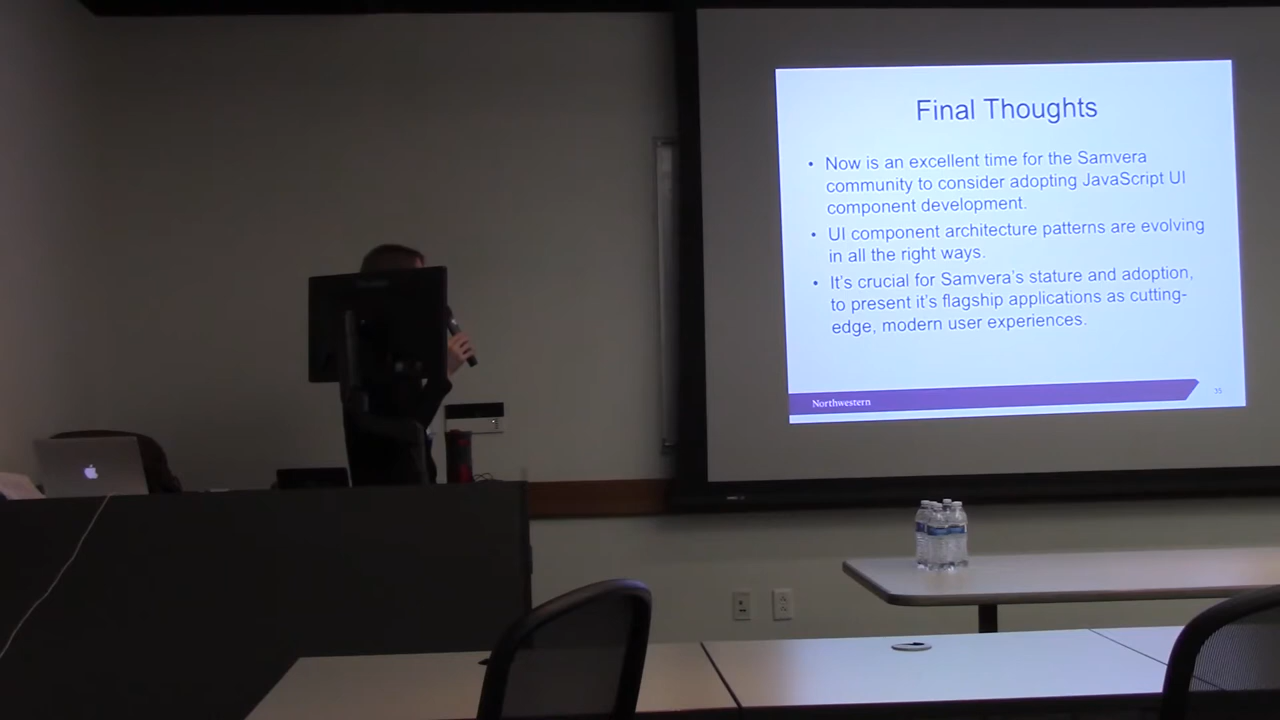 Final Thoughts
• Now is an excellent time for the Samvera
community to consider adopting JavaScript UI
component development.
• UI component architecture patterns are evolving
in all the right ways.
• It's crucial for Samvera's stature and adoption,
to present it's flagship applications as cutting-
edge, modern user experiences.
Northwestern
35